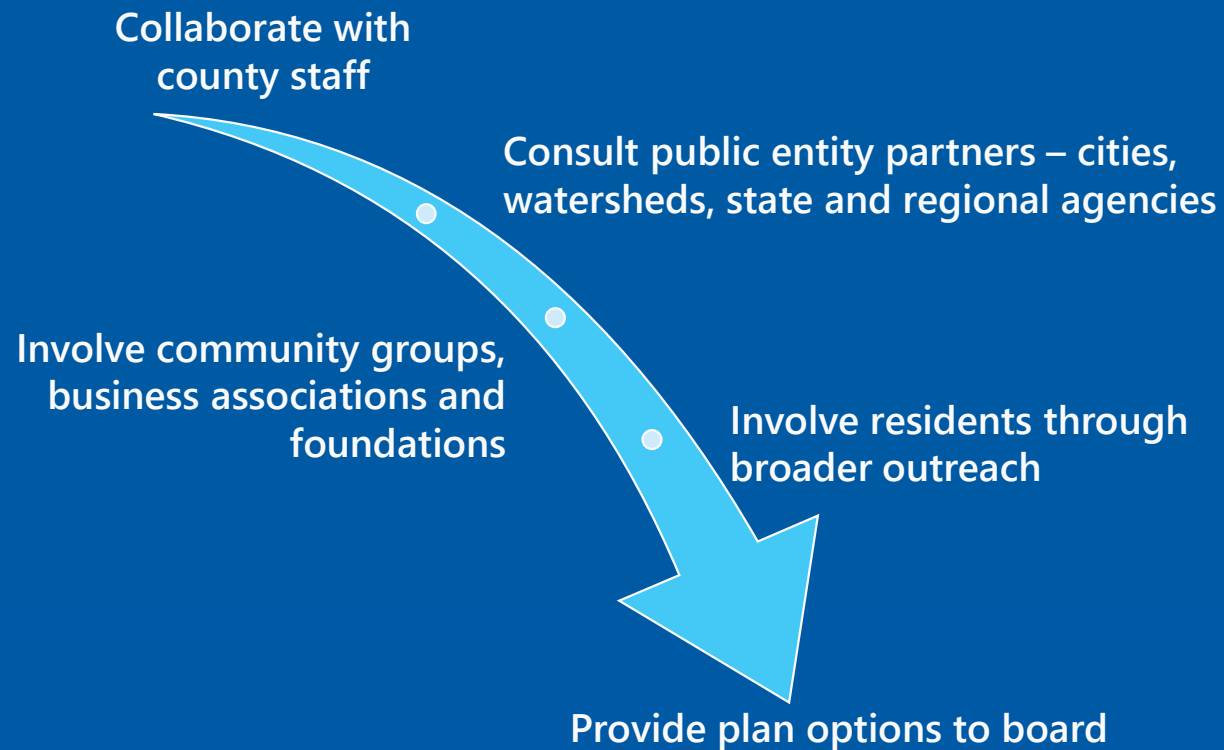 Collaborate with
county staff
Consult public entity partners – cities,
watersheds, state and regional agencies
Involve community groups,
business associations and
foundations
Involve residents through
broader outreach
Provide plan options to board